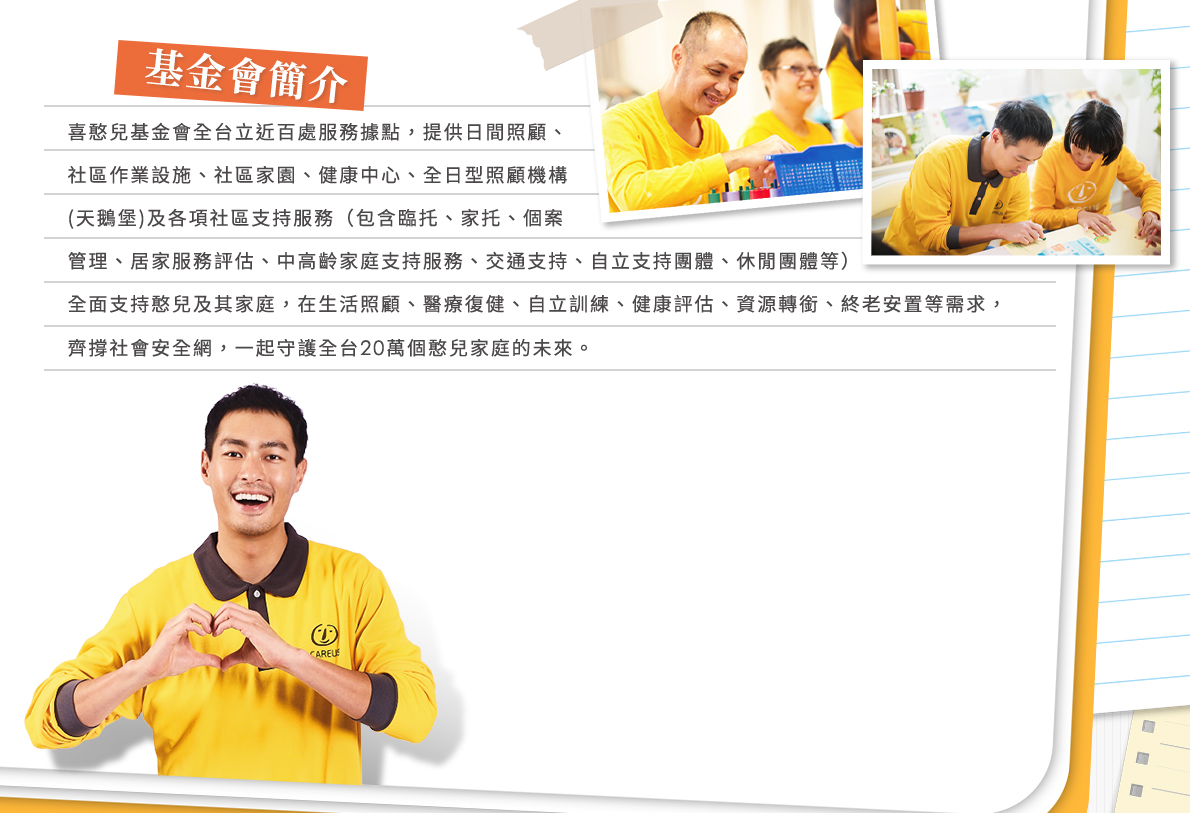 基金會簡介
喜憨兒基金會全台立近百處服務據點，提供日間照顧、
社區作業設施、社區家園、健康中心、全日型照顧機構
(天鵝堡)及各項社區支持服務（包含臨托、家托、個案
管理、居家服務評估、中高齡家庭支持服務、交通支持、自立支持團體、休閒團體等）
全面支持憨兒及其家庭，在生活照顧、醫療復健、自立訓練、健康評估、資源轉銜、終老安置等需求，
齊撐社會安全網，一起守護全台20萬個憨兒家庭的未來。
CAREUS